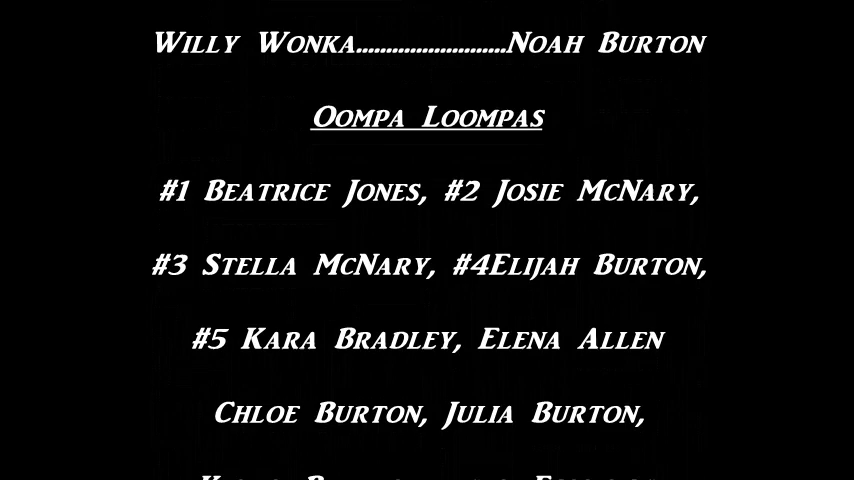 Willy Wonka.........................Noah Burton
Oompa Loompas
#1 Beatrice Jones, #2 Josie McNary,
#3 Stella McNary, #4Elijah Burton,
#5 Kara Bradley, Elena Allen
Chloe Burton, Julia Burton,